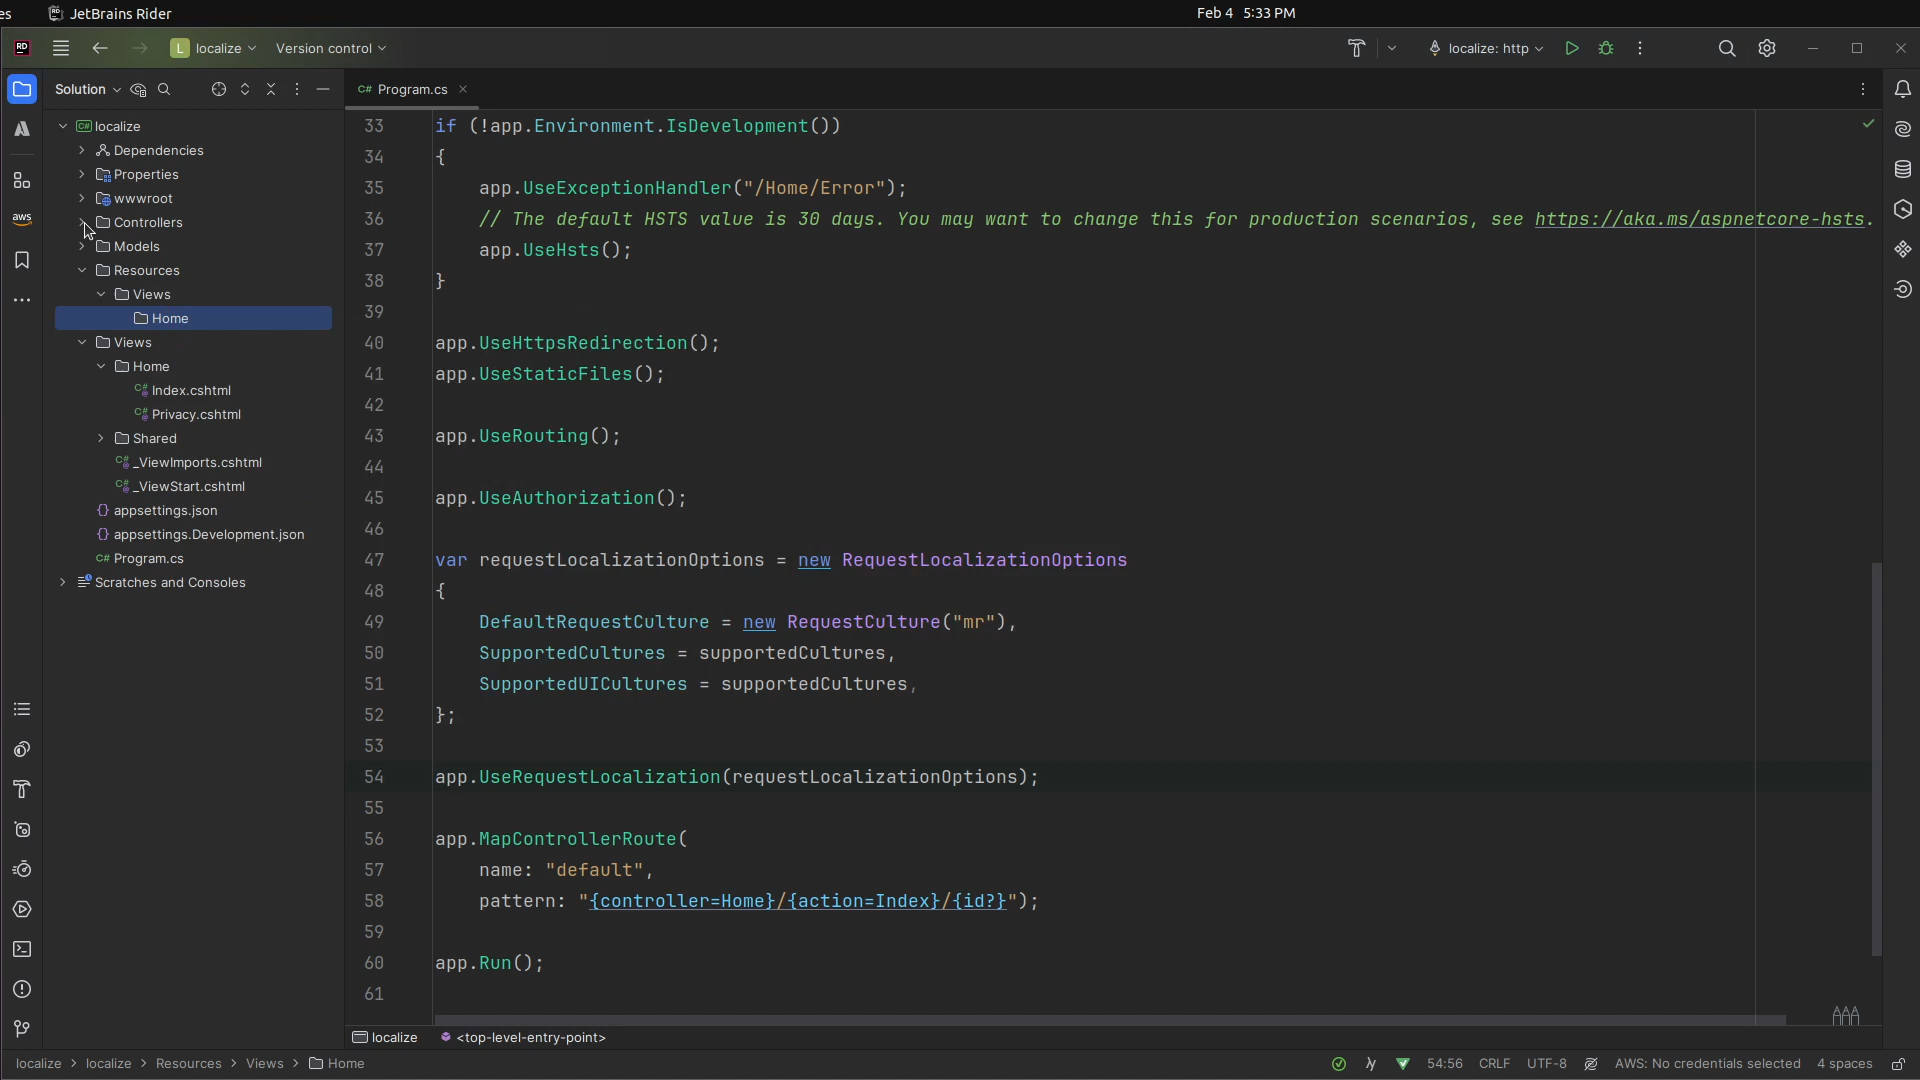 es JetBrains Rider Feb 4 5:33 PM
RD L localize Version control localize: http
Solution
C# Program.cs
aws
C# localize
Dependencies
Properties
wwwroot
Controllers
Models
Resources
Views
Home
Views
Home
Index.cshtml
Privacy.cshtml
Shared
_ViewImports.cshtml
_ViewStart.cshtml
{} appsettings.json
{} appsettings.Development.json
C# Program.cs
Scratches and Consoles
33 if (!app.Environment.IsDevelopment())
34 {
35 app.UseExceptionHandler("/Home/Error");
36 // The default HSTS value is 30 days. You may want to change this for production scenarios, see https://aka.ms/aspnetcore-hsts.
37 app.UseHsts();
38 }
39
40 app.UseHttpsRedirection();
41 app.UseStaticFiles();
42
43 app.UseRouting();
44
45 app.UseAuthorization();
46
47 var requestLocalizationOptions = new RequestLocalizationOptions
48 {
49 DefaultRequestCulture = new RequestCulture("mr"),
50 SupportedCultures = supportedCultures,
51 SupportedUICultures = supportedCultures,
52 };
53
54 app.UseRequestLocalization(requestLocalizationOptions);
55
56 app.MapControllerRoute(
57 name: "default",
58 pattern: "{controller=Home}/{action=Index}/{id?}");
59
60 app.Run();
61
localize <top-level-entry-point>
localize > localize > Resources > Views > Home 54:56 CRLF UTF-8 AWS: No credentials selected 4 spaces